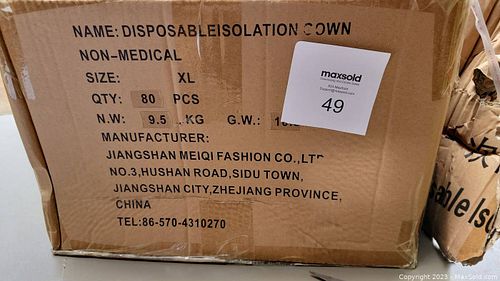 NAME: DISPOSABLEISOLATION COWN
NON-MEDICAL
SIZE: XL
QTY: 80 PCS
N.W: 9.5 KG G.W.:
MANUFACTURER:
JIANGSHAN MEIQI FASHION CO.,LTD
NO.3,HUSHAN ROAD,SIDU TOWN,
JIANGSHAN CITY,ZHEJIANG PROVINCE,
CHINA
TEL:86-570-4310270
maxsold
49
able Iso
Copyright 2023 - © MaxSold.com